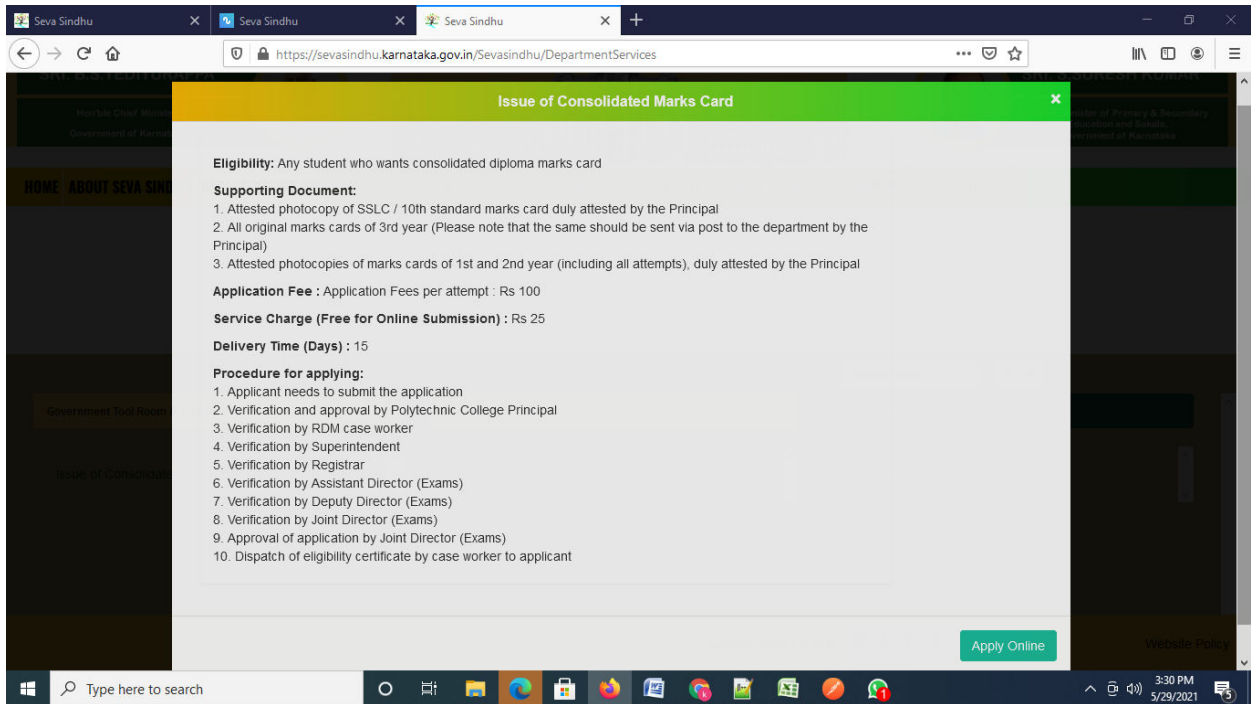 Seva Sindhu
Seva Sindhu
Seva Sindhu
https://sevasindhu.karnataka.gov.in/Sevasindhu/DepartmentServices
SRI. B.S.YEDIYURAPPA
SRI. S.SURESH KUMAR
Issue of Consolidated Marks Card
Government of Karnat
HOME ABOUT SEVA SIND
Eligibility: Any student who wants consolidated diploma marks card
Supporting Document:
1. Attested photocopy of SSLC / 10th standard marks card duly attested by the Principal
2. All original marks cards of 3rd year (Please note that the same should be sent via post to the department by the
Principal)
3. Attested photocopies of marks cards of 1st and 2nd year (including all attempts), duly attested by the Principal
Application Fee : Application Fees per attempt : Rs 100
Service Charge (Free for Online Submission) : Rs 25
Delivery Time (Days) : 15
Procedure for applying:
1. Applicant needs to submit the application
2. Verification and approval by Polytechnic College Principal
3. Verification by RDM case worker
4. Verification by Superintendent
5. Verification by Registrar
6. Verification by Assistant Director (Exams)
7. Verification by Deputy Director (Exams)
8. Verification by Joint Director (Exams)
9. Approval of application by Joint Director (Exams)
10. Dispatch of eligibility certificate by case worker to applicant
Government Tool Room
Issue of Consolidate
Apply Online
Website Policy
Type here to search
3:30 PM
5/29/2021
5